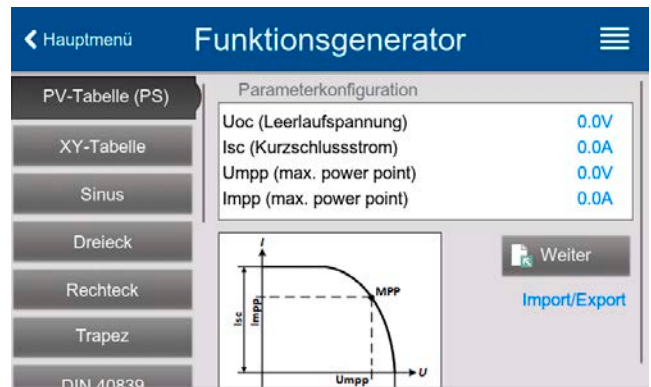 Hauptmenü
Funktionsgenerator
PV-Tabelle (PS)
XY-Tabelle
Sinus
Dreieck
Rechteck
Trapez
DIN 40839
Parameterkonfiguration
Uoc (Leerlaufspannung) 0.0V
Isc (Kurzschlussstrom) 0.0A
Umpp (max. power point) 0.0V
Impp (max. power point) 0.0A
I
Isc
Impp
MPP
Umpp
U
Weiter
Import/Export